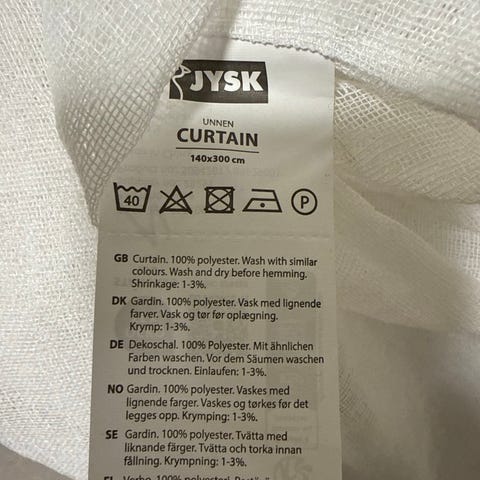 JYSK
UNNEN
CURTAIN
140x300 cm
40
P
GB Curtain. 100% polyester. Wash with similar
colours. Wash and dry before hemming.
Shrinkage: 1-3%.
DK Gardin. 100% polyester. Vask med lignende
farver. Vask og tør før oplægning.
Krymp: 1-3%.
DE Dekoschal. 100% Polyester. Mit ähnlichen
Farben waschen. Vor dem Säumen waschen
und trocknen. Einlaufen: 1-3%.
NO Gardin. 100% polyester. Vaskes med
lignende farger. Vaskes og tørkes før det
legges opp. Krymping: 1-3%.
SE Gardin. 100% polyester. Tvätta med
liknande färger. Tvätta och torka innan
fållning. Krympning: 1-3%.